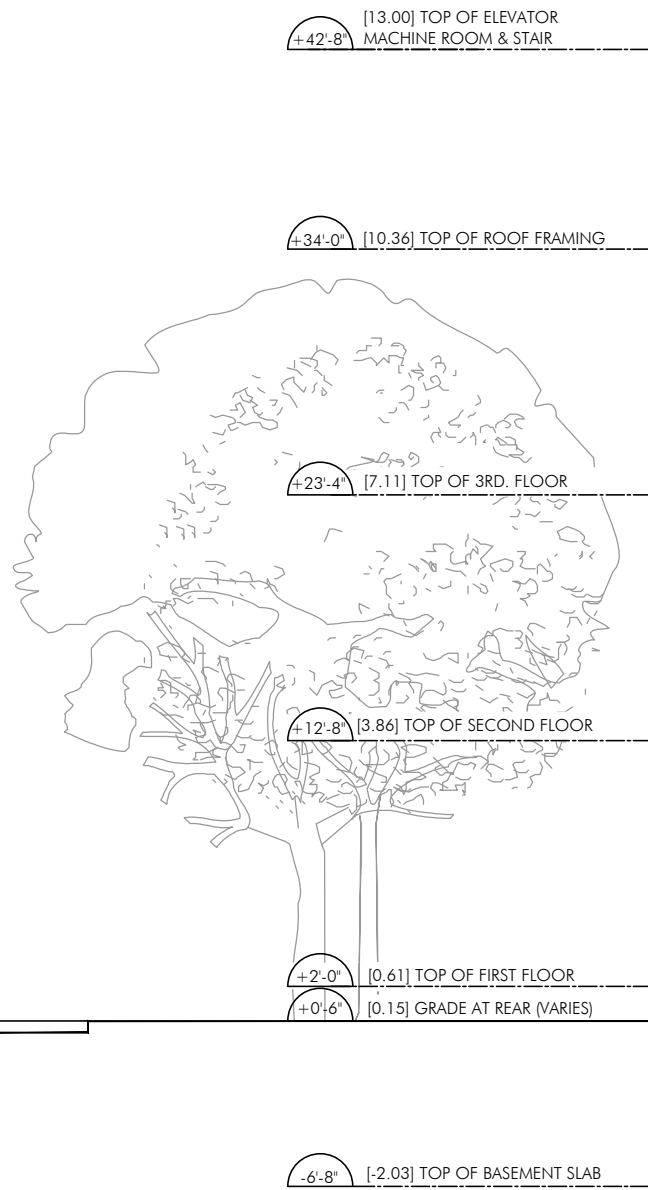 [13.00] TOP OF ELEVATOR
+42'-8" MACHINE ROOM & STAIR
+34'-0" [10.36] TOP OF ROOF FRAMING
+23'-4" [7.11] TOP OF 3RD. FLOOR
+12'-8" [3.86] TOP OF SECOND FLOOR
+2'-0" [0.61] TOP OF FIRST FLOOR
+0'-6" [0.15] GRADE AT REAR (VARIES)
-6'-8" [-2.03] TOP OF BASEMENT SLAB